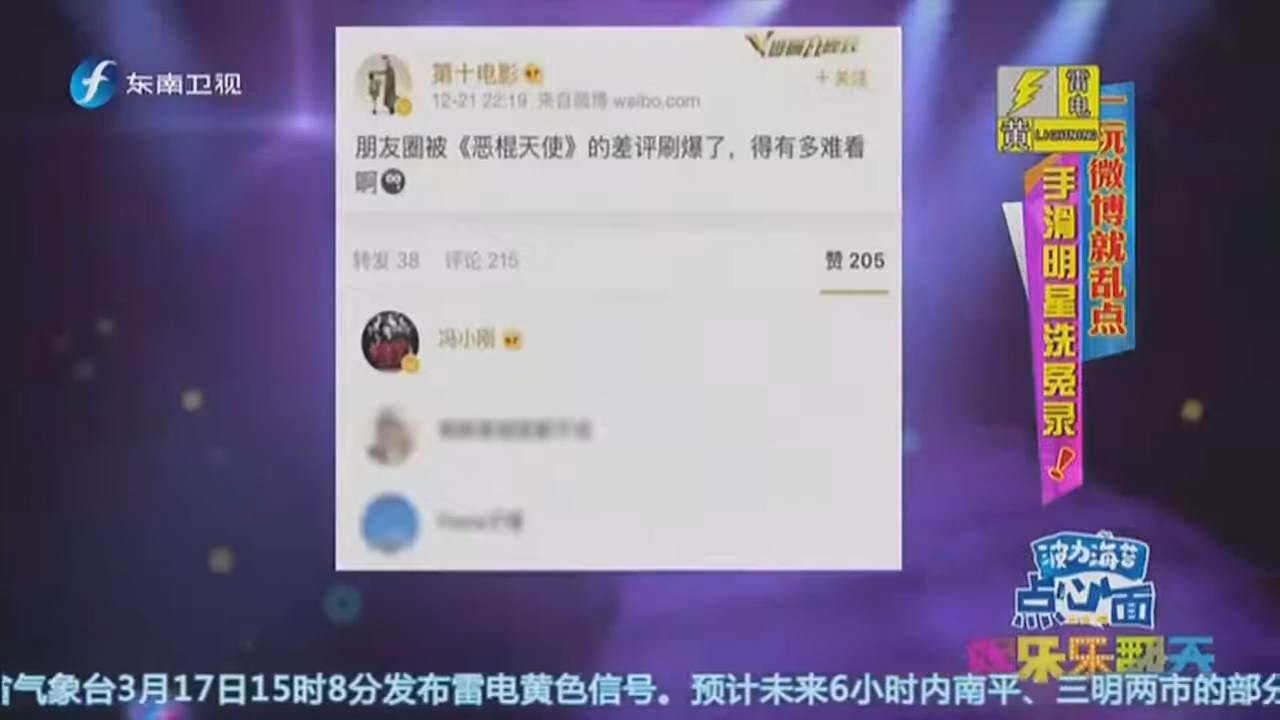 东南卫视
第十电影
+关注
12-21 22:19 来自微博 weibo.com
朋友圈被《恶棍天使》的差评刷爆了，得有多难看
啊
转发 38 评论 215 赞 205
冯小刚
雷电
黄 LIGHTNING
一玩微博就乱点
手滑明星洗冤录！
波力海苔
点心面
娱乐乐翻天
省气象台3月17日15时8分发布雷电黄色信号。预计未来6小时内南平、三明两市的部分